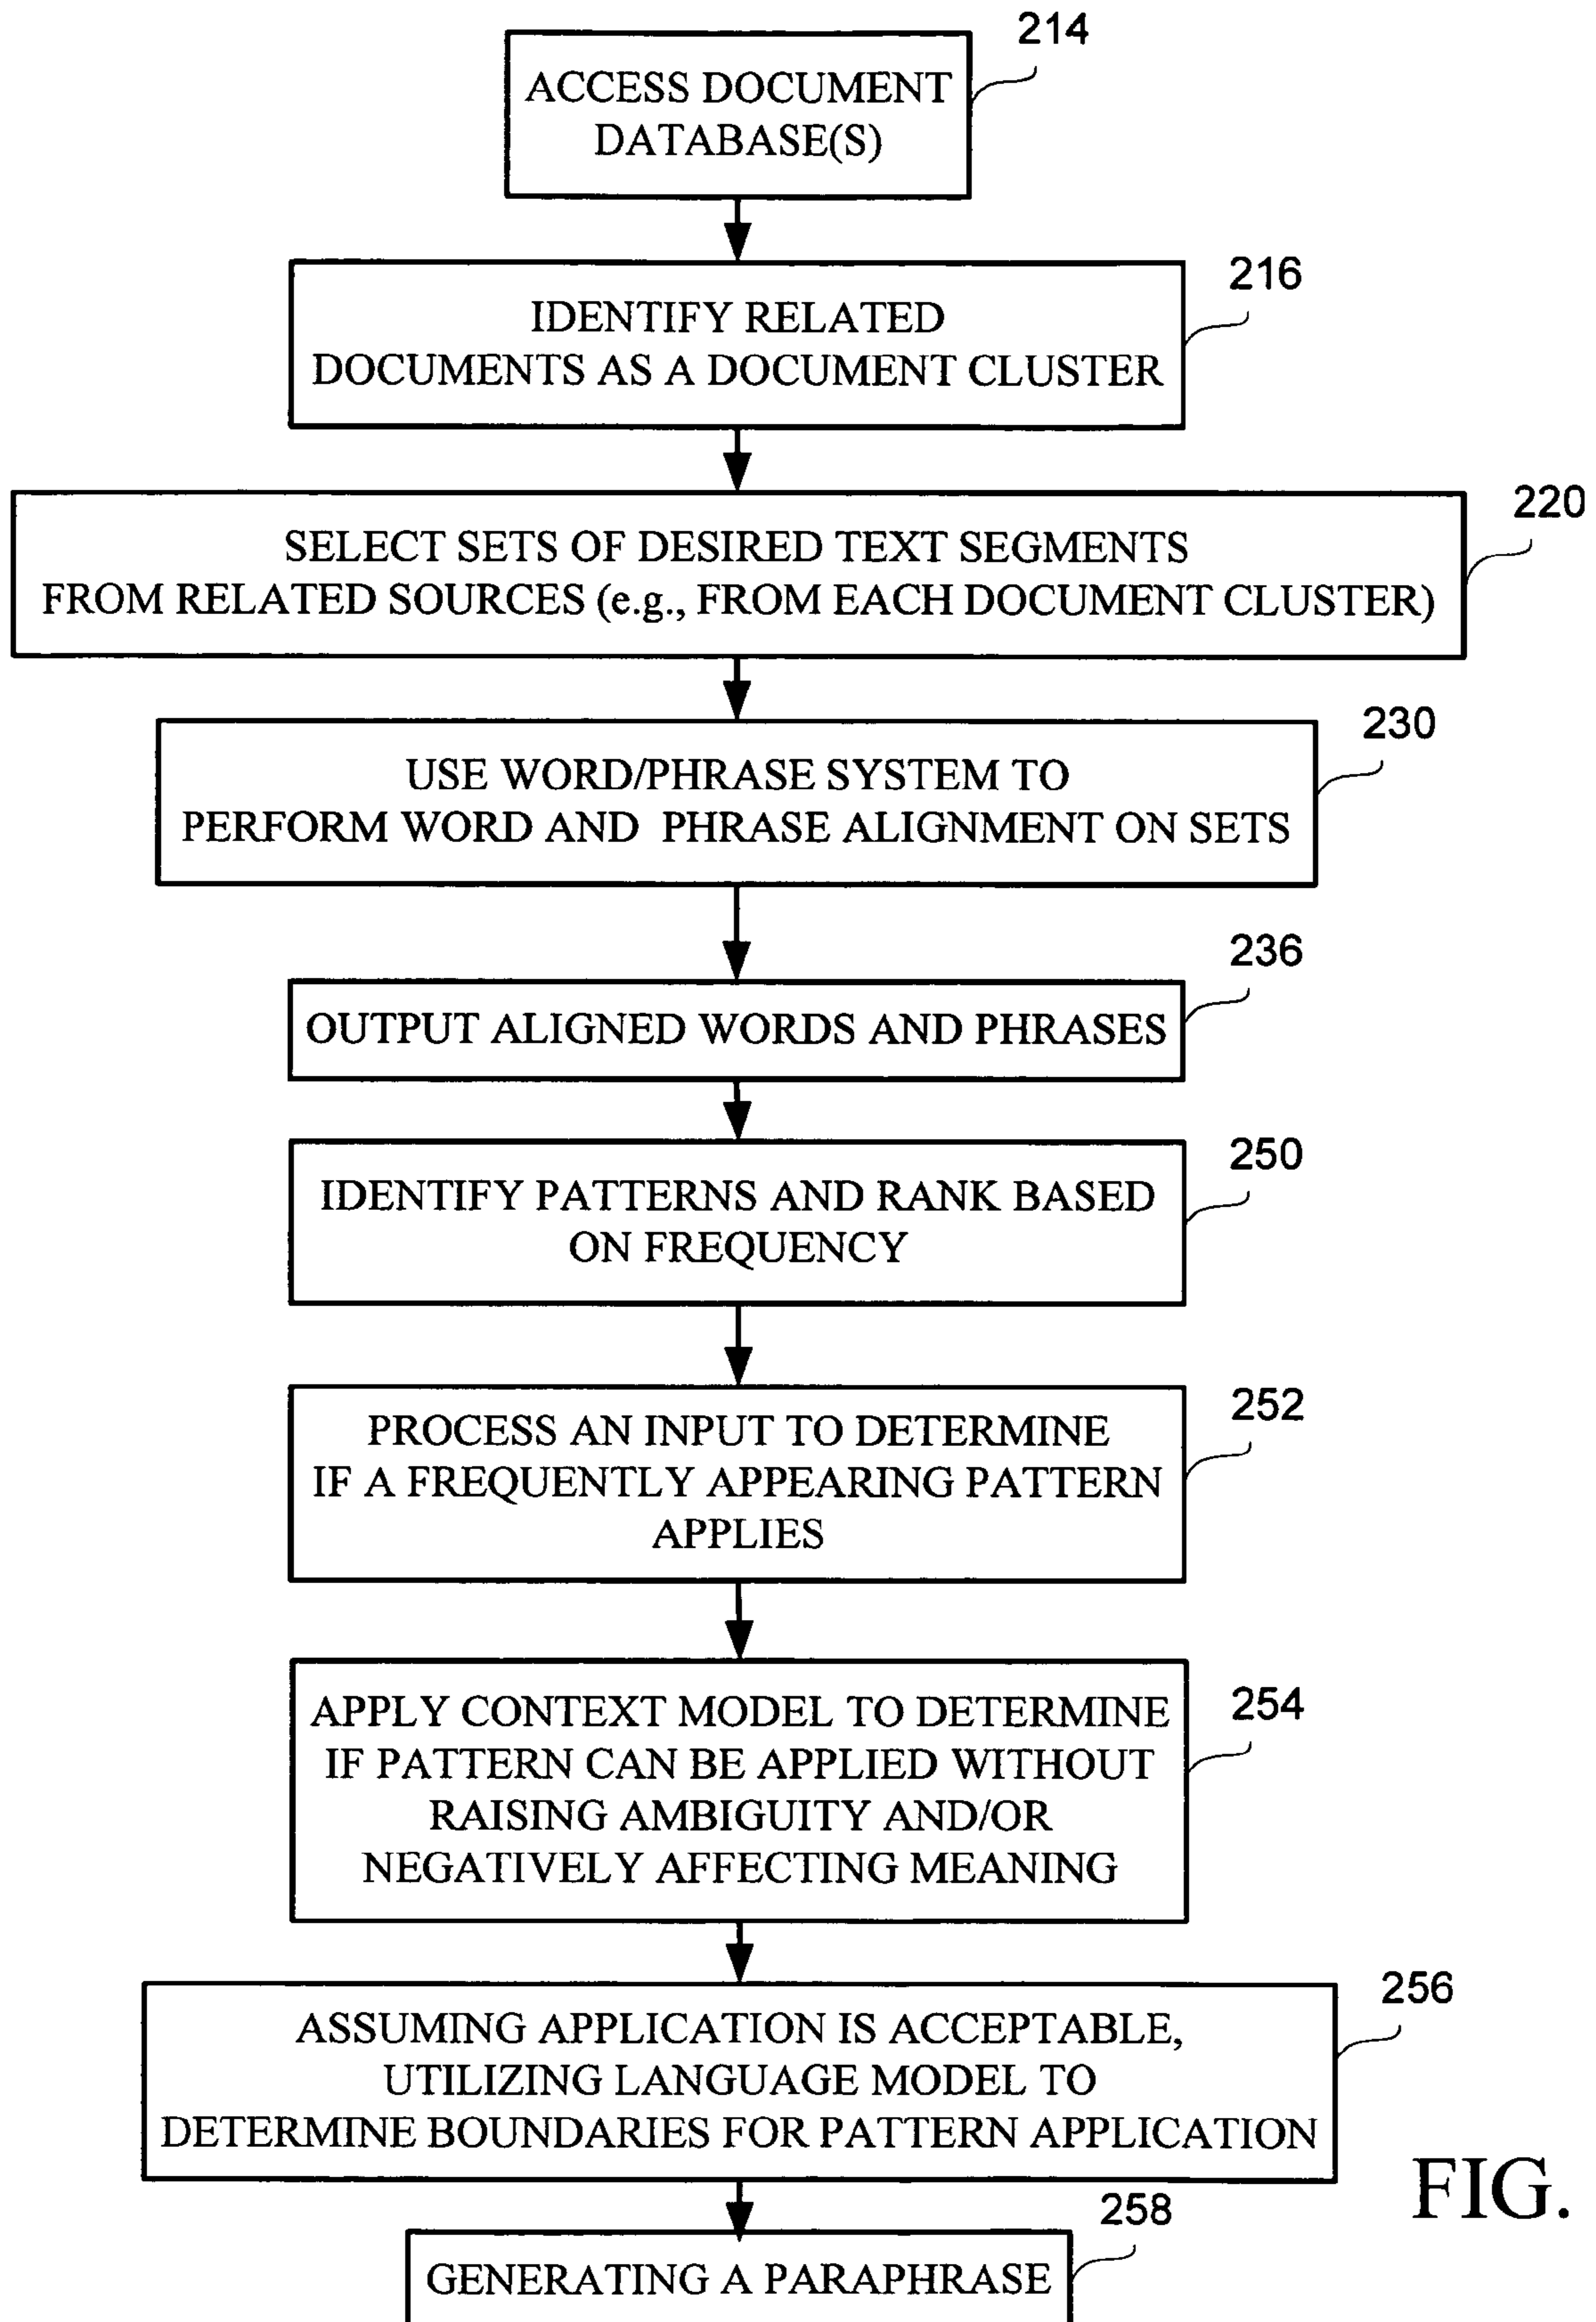 214
ACCESS DOCUMENT
DATABASE(S)
216
IDENTIFY RELATED
DOCUMENTS AS A DOCUMENT CLUSTER
220
SELECT SETS OF DESIRED TEXT SEGMENTS
FROM RELATED SOURCES (e.g., FROM EACH DOCUMENT CLUSTER)
230
USE WORD/PHRASE SYSTEM TO
PERFORM WORD AND PHRASE ALIGNMENT ON SETS
236
OUTPUT ALIGNED WORDS AND PHRASES
250
IDENTIFY PATTERNS AND RANK BASED
ON FREQUENCY
252
PROCESS AN INPUT TO DETERMINE
IF A FREQUENTLY APPEARING PATTERN
APPLIES
254
APPLY CONTEXT MODEL TO DETERMINE
IF PATTERN CAN BE APPLIED WITHOUT
RAISING AMBIGUITY AND/OR
NEGATIVELY AFFECTING MEANING
256
ASSUMING APPLICATION IS ACCEPTABLE,
UTILIZING LANGUAGE MODEL TO
DETERMINE BOUNDARIES FOR PATTERN APPLICATION
FIG.
258
GENERATING A PARAPHRASE